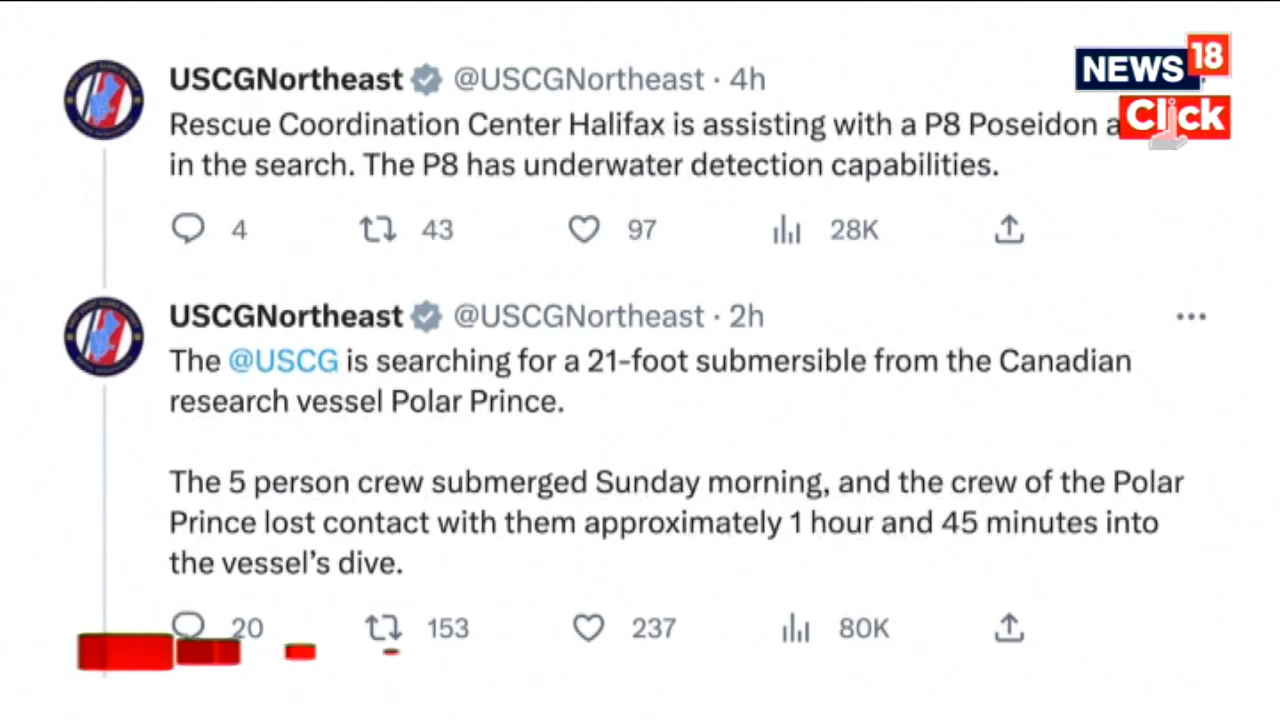 USCGNortheast @USCGNortheast · 4h
NEWS 18
Click
Rescue Coordination Center Halifax is assisting with a P8 Poseidon
in the search. The P8 has underwater detection capabilities.
4 43 97 28K
USCGNortheast @USCGNortheast · 2h
The @USCG is searching for a 21-foot submersible from the Canadian
research vessel Polar Prince.
The 5 person crew submerged Sunday morning, and the crew of the Polar
Prince lost contact with them approximately 1 hour and 45 minutes into
the vessel's dive.
20 153 237 80K